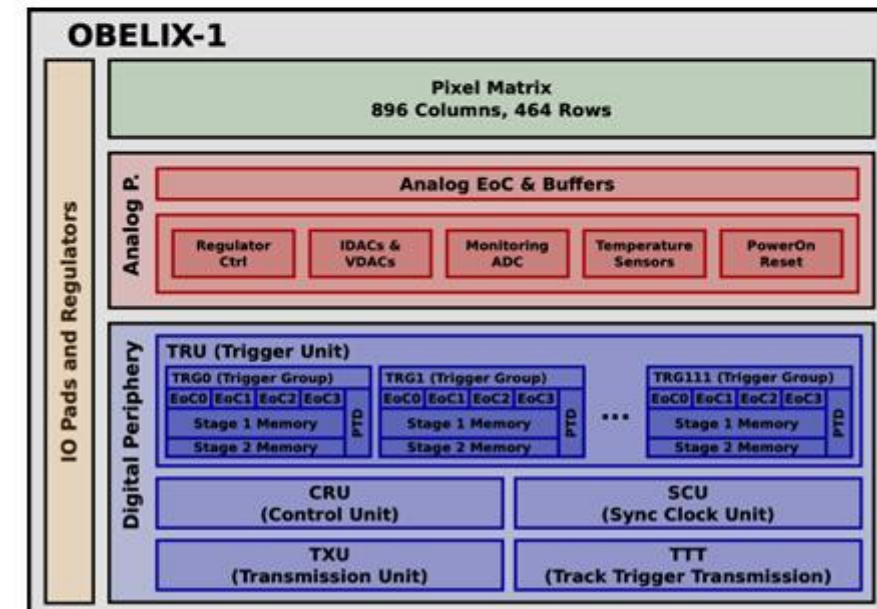 OBELIX-1
IO Pads and Regulators
Pixel Matrix
896 Columns, 464 Rows
Analog P.
Analog EoC & Buffers
Regulator
Ctrl
IDACs &
VDACs
Monitoring
ADC
Temperature
Sensors
PowerOn
Reset
Digital Periphery
TRU (Trigger Unit)
TRG0 (Trigger Group)
EoC0 EoC1 EoC2 EoC3
Stage 1 Memory
Stage 2 Memory
PTD
TRG1 (Trigger Group)
EoC0 EoC1 EoC2 EoC3
Stage 1 Memory
Stage 2 Memory
PTD
...
TRG111 (Trigger Group)
EoC0 EoC1 EoC2 EoC3
Stage 1 Memory
Stage 2 Memory
PTD
CRU
(Control Unit)
SCU
(Sync Clock Unit)
TXU
(Transmission Unit)
TTT
(Track Trigger Transmission)